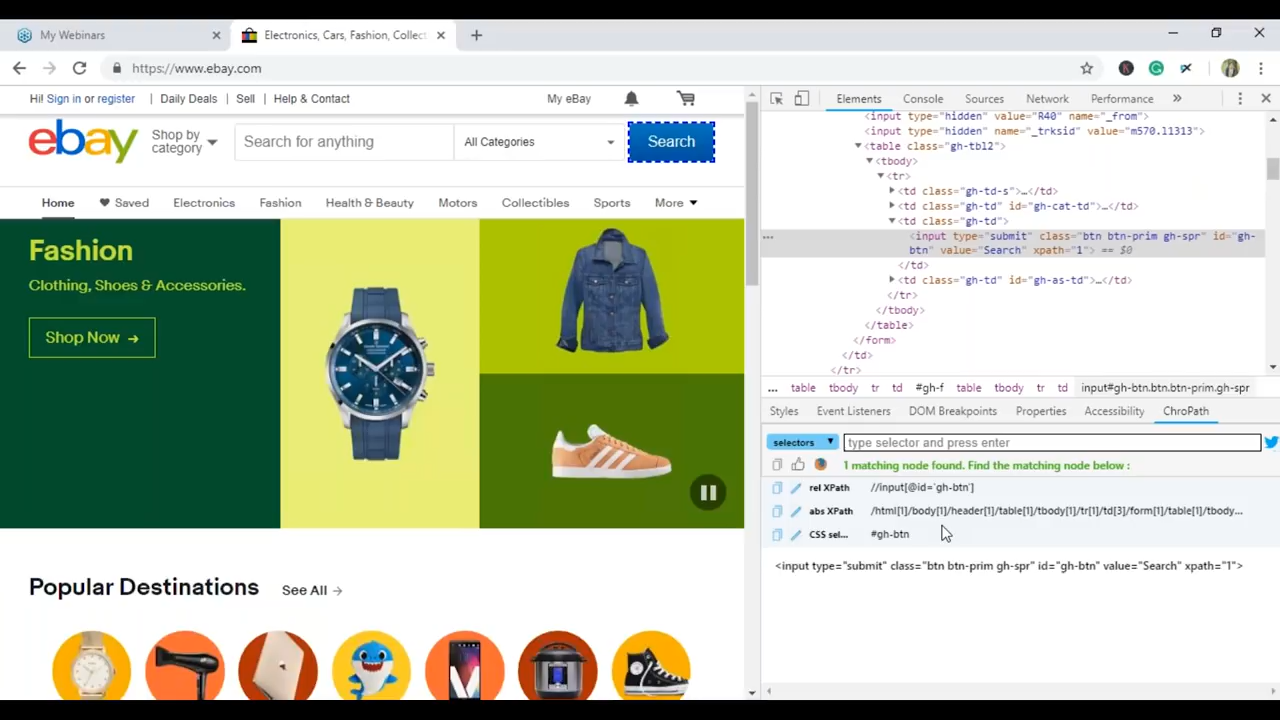 My Webinars
Electronics, Cars, Fashion, Collect
https://www.ebay.com
Hi! Sign in or register
Daily Deals
Sell
Help & Contact
My eBay
ebay
Shop by
category
Search for anything
All Categories
Search
Home
Saved
Electronics
Fashion
Health & Beauty
Motors
Collectibles
Sports
More
Fashion
Clothing, Shoes & Accessories.
Shop Now →
Popular Destinations
See All →
Elements
Console
Sources
Network
Performance
»
<input type="hidden" value="R40" name="_from">
<input type="hidden" name="_trksid" value="m570.l1313">
<table class="gh-tbl2">
<tbody>
<tr>
<td class="gh-td-s">…</td>
<td class="gh-td" id="gh-cat-td">…</td>
<td class="gh-td">
<input type="submit" class="btn btn-prim gh-spr" id="gh-
btn" value="Search" xpath="1"> == $0
</td>
<td class="gh-td" id="gh-as-td">…</td>
</tr>
</tbody>
</table>
</form>
</td>
</tr>
... table tbody tr td #gh-f table tbody tr td input#gh-btn.btn.btn-prim.gh-spr
Styles
Event Listeners
DOM Breakpoints
Properties
Accessibility
ChroPath
selectors
type selector and press enter
1 matching node found. Find the matching node below :
rel XPath //input[@id='gh-btn']
abs XPath /html[1]/body[1]/header[1]/table[1]/tbody[1]/tr[1]/td[3]/form[1]/table[1]/tbody...
CSS sel... #gh-btn
<input type="submit" class="btn btn-prim gh-spr" id="gh-btn" value="Search" xpath="1">